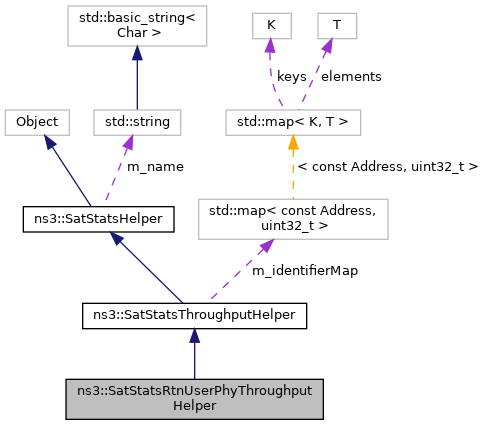 std::basic_string<
Char >
K
T
keys
elements
Object
std::string
std::map< K, T >
m_name
< const Address, uint32_t >
ns3::SatStatsHelper
std::map< const Address,
uint32_t >
m_identifierMap
ns3::SatStatsThroughputHelper
ns3::SatStatsRtnUserPhyThroughput
Helper